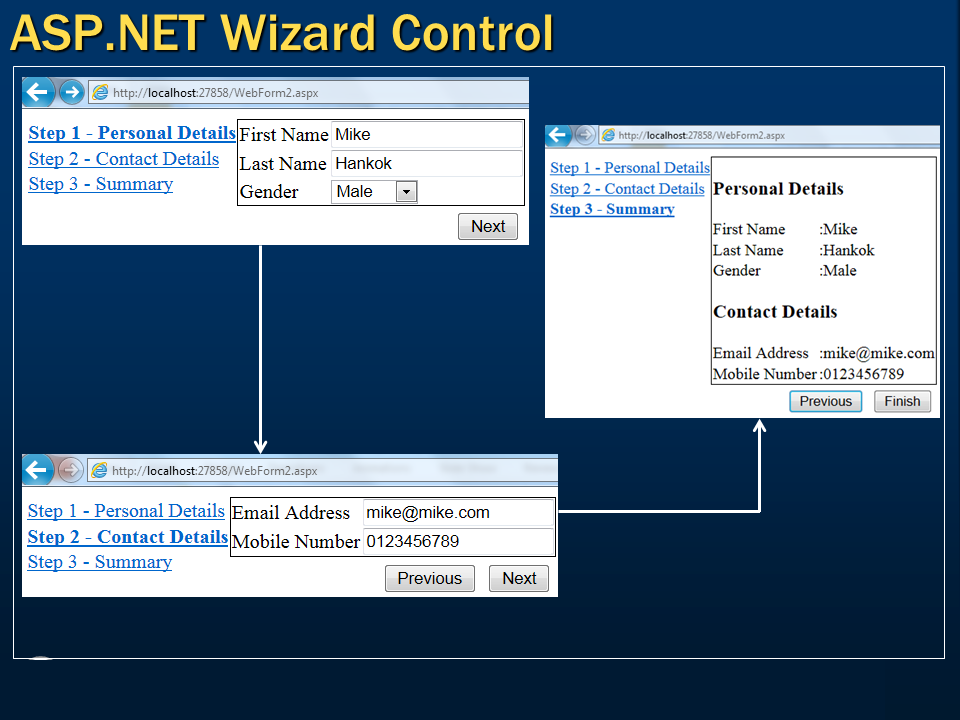 ASP.NET Wizard Control
http://localhost:27858/WebForm2.aspx
Step 1 - Personal Details
Step 2 - Contact Details
Step 3 - Summary
First Name Mike
Last Name Hankok
Gender Male
Next
http://localhost:27858/WebForm2.aspx
Step 1 - Personal Details
Step 2 - Contact Details
Step 3 - Summary
Email Address mike@mike.com
Mobile Number 0123456789
Previous Next
http://localhost:27858/WebForm2.aspx
Step 1 - Personal Details
Step 2 - Contact Details
Step 3 - Summary
Personal Details
First Name :Mike
Last Name :Hankok
Gender :Male
Contact Details
Email Address :mike@mike.com
Mobile Number :0123456789
Previous Finish